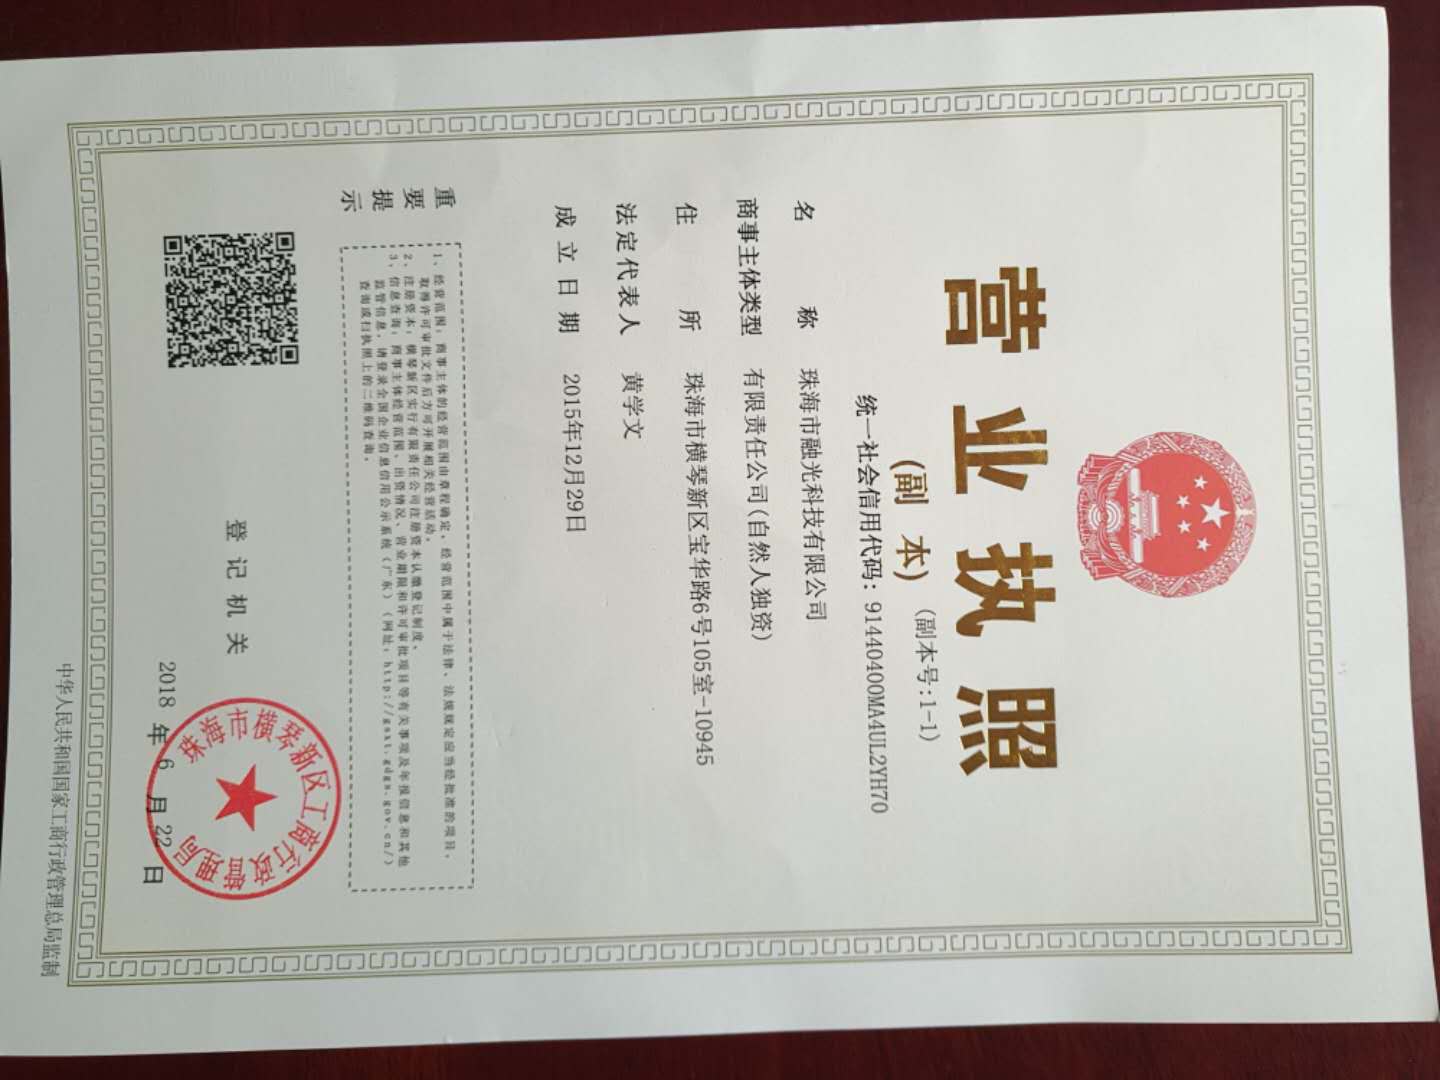 营业执照
(副 本)(副本号:1-1)
统一社会信用代码:91440400MA4UL2YH70
名称 珠海市融光科技有限公司
商事主体类型 有限责任公司(自然人独资)
住所 珠海市横琴新区宝华路6号105室-10945
法定代表人 黄学文
成立日期 2015年12月29日
重要提示
1、经营范围:商事主体的经营范围由章程确定。经营范围中属于法律、法规规定应当经批准的项目,
取得许可审批文件后方可开展相关经营活动。
2、注册资本:横琴新区实行有限责任公司注册资本认缴登记制度。
3、信息查询:商事主体经营范围、出资情况、营业期限和许可审批项目等有关事项及年报信息和其他
监管信息,请登录全国企业信息信用公示系统(广东)(网址:http://gsxt.gdgs.gov.cn/)
查询或扫执照上的二维码查询。
登记机关
珠海市横琴新区工商行政管理局
2018 年 6 月 22 日
中华人民共和国国家工商行政管理总局监制